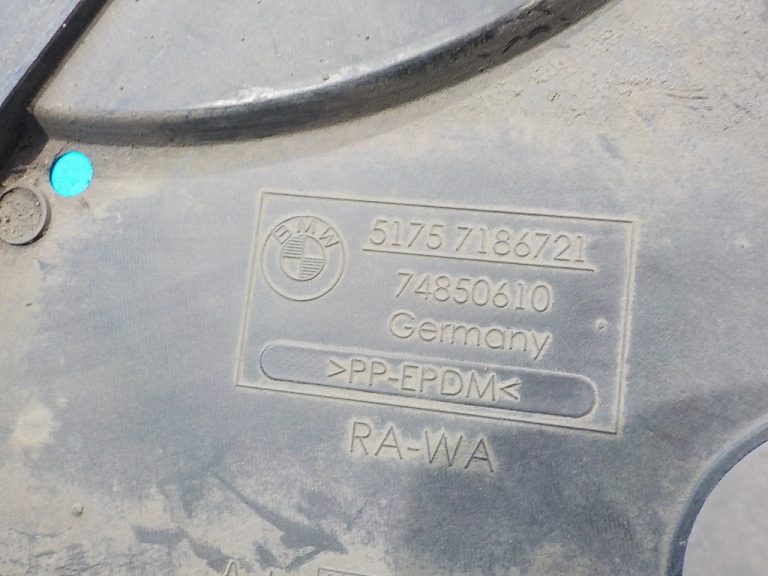 BMW
5175 7186721
74850610
Germany
>PP-EPDM<
RA-WA